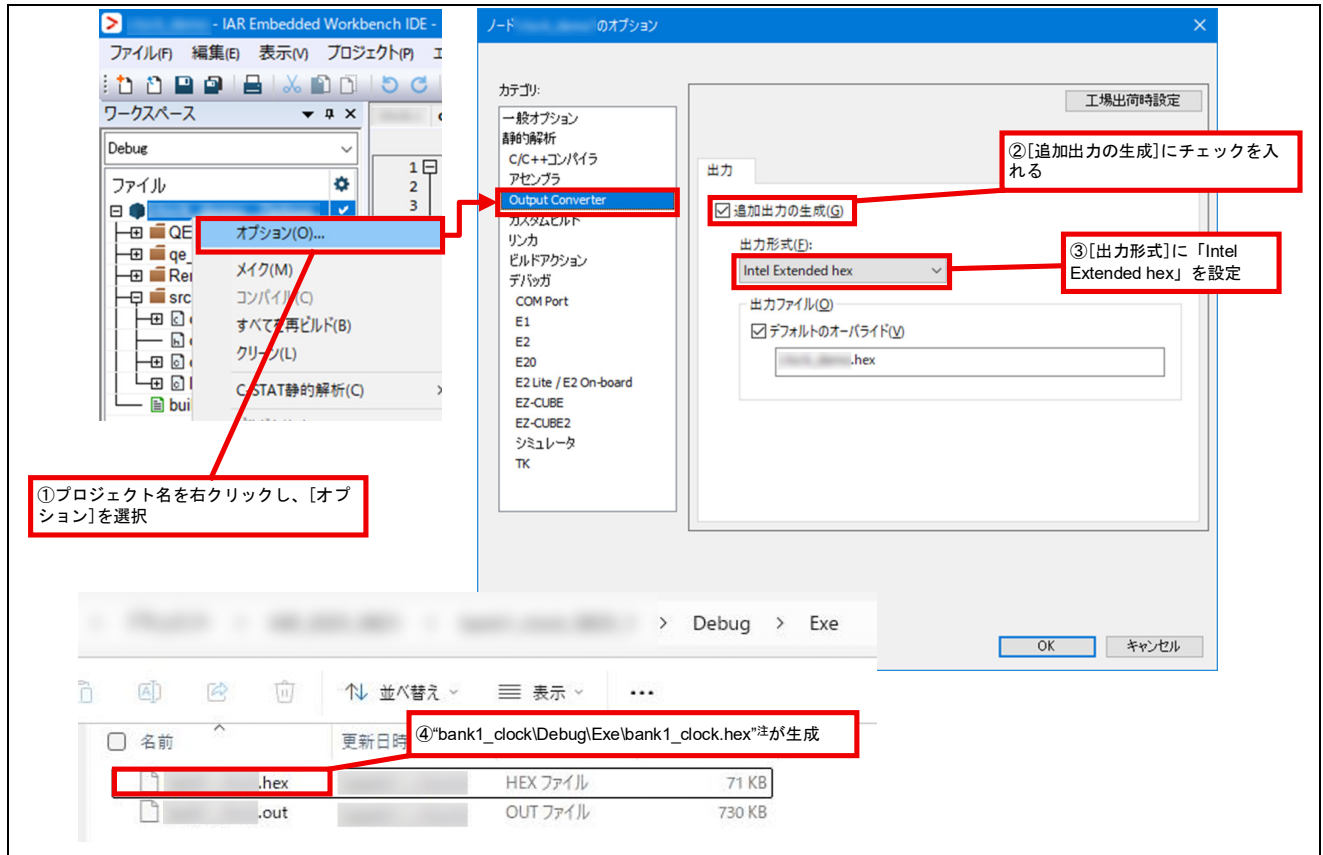 - IAR Embedded Workbench IDE -
ファイル(F) 編集(E) 表示(V) プロジェクト(P) エ
ワークスペース
Debug
ファイル
QE
qe_
Rer
src
bui
1
2
3
オプション(O)...
メイク(M)
コンパイル(C)
すべてを再ビルド(B)
クリーン(L)
C-STAT静的解析(C)
①プロジェクト名を右クリックし、[オプ
ション]を選択
ノード のオプション
カテゴリ:
一般オプション
静的解析
C/C++コンパイラ
アセンブラ
Output Converter
カスタムビルド
リンカ
ビルドアクション
デバッガ
COM Port
E1
E2
E20
E2 Lite / E2 On-board
EZ-CUBE
EZ-CUBE2
シミュレータ
TK
工場出荷時設定
②[追加出力の生成]にチェックを入
れる
出力
追加出力の生成(G)
出力形式(F):
Intel Extended hex
③[出力形式]に「Intel
Extended hex」を設定
出力ファイル(O)
デフォルトのオーバライド(V)
.hex
OK キャンセル
> Debug > Exe
並べ替え 表示 ...
名前 更新日時
④“bank1_clock\Debug\Exe\bank1_clock.hex”注が生成
.hex HEX ファイル 71 KB
.out OUT ファイル 730 KB